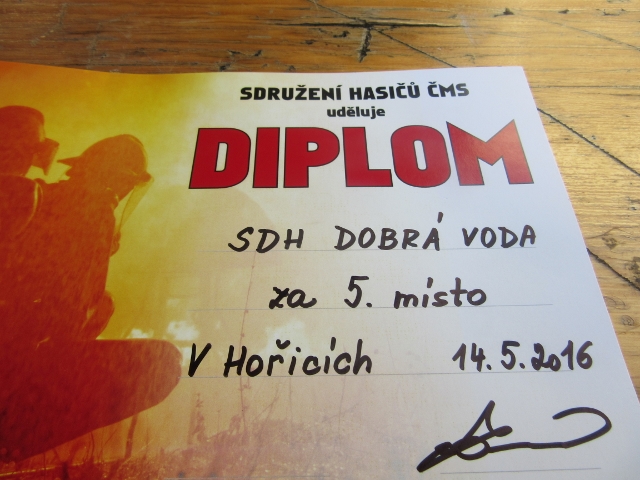 SDRUŽENÍ HASIČŮ ČMS
uděluje
DIPLOM
SDH DOBRÁ VODA
za 5. místo
V Hořicích 14.5.2016